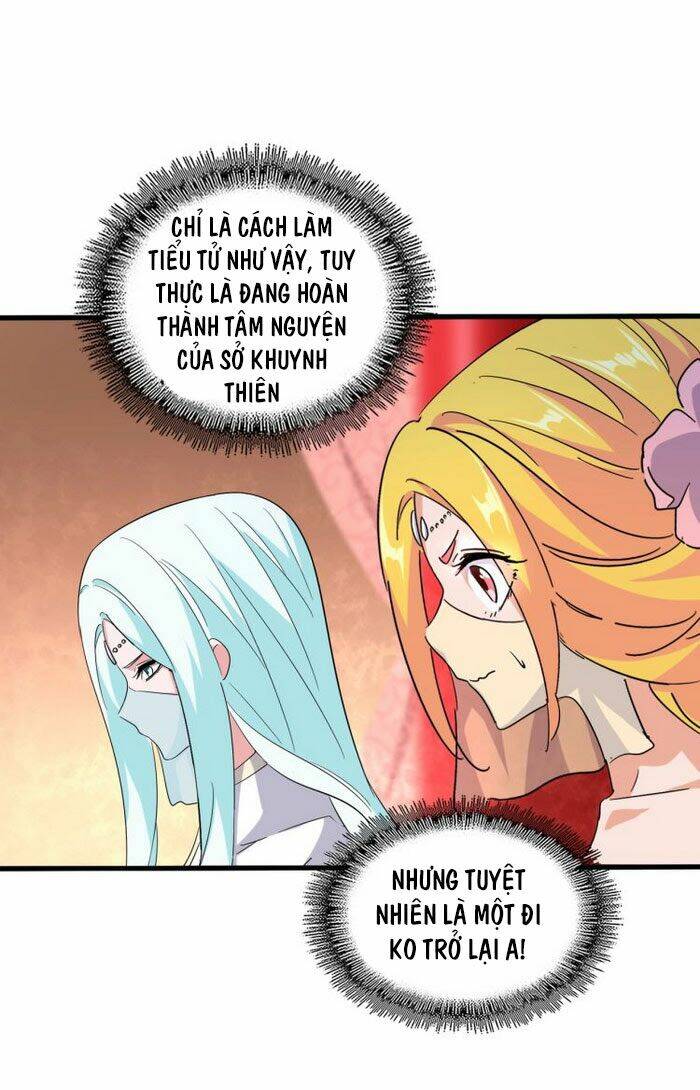 CHỈ LÀ CÁCH LÀM
TIỂU TỬ NHƯ VẬY, TUY
THỰC LÀ ĐANG HOÀN
THÀNH TÂM NGUYỆN
CỦA SỞ KHUYNH
THIÊN
NHƯNG TUYỆT
NHIÊN LÀ MỘT ĐI
KO TRỞ LẠI A!